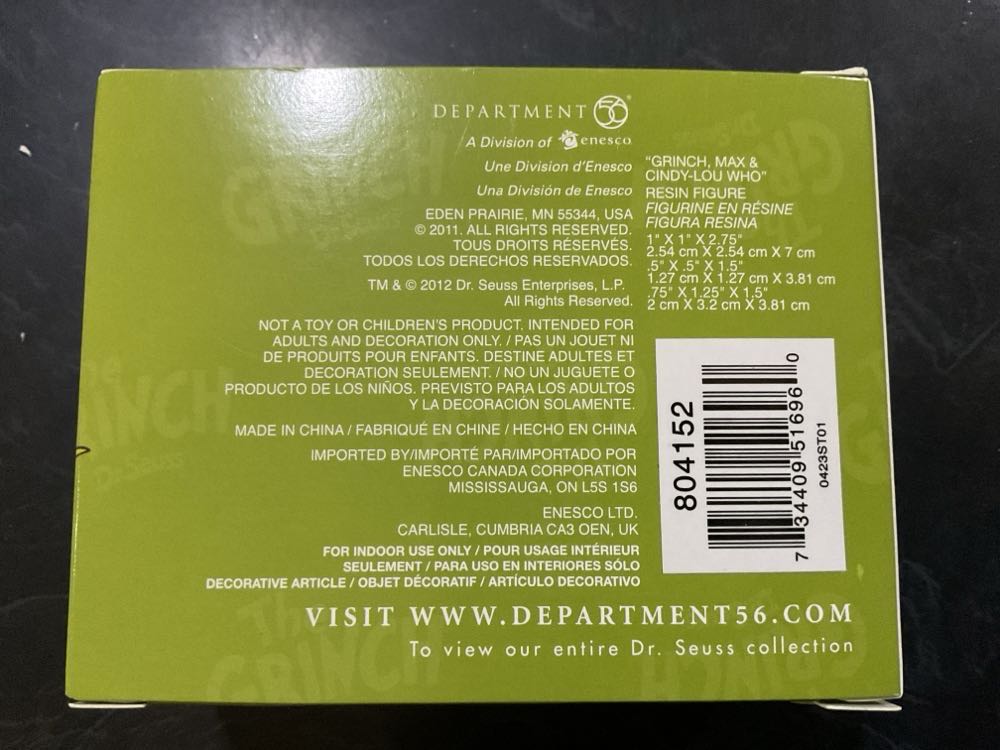 DEPARTMENT 56®
A Division of enesco
Une Division d'Enesco
Una División de Enesco
EDEN PRAIRIE, MN 55344, USA
© 2011. ALL RIGHTS RESERVED.
TOUS DROITS RÉSERVÉS.
TODOS LOS DERECHOS RESERVADOS.
TM & © 2012 Dr. Seuss Enterprises, L.P.
All Rights Reserved.
NOT A TOY OR CHILDREN'S PRODUCT. INTENDED FOR
ADULTS AND DECORATION ONLY. / PAS UN JOUET NI
DE PRODUITS POUR ENFANTS. DESTINE ADULTES ET
DECORATION SEULEMENT. / NO UN JUGUETE O
PRODUCTO DE LOS NIÑOS. PREVISTO PARA LOS ADULTOS
Y LA DECORACIÓN SOLAMENTE.
MADE IN CHINA / FABRIQUÉ EN CHINE / HECHO EN CHINA
IMPORTED BY/IMPORTÉ PAR/IMPORTADO POR
ENESCO CANADA CORPORATION
MISSISSAUGA, ON L5S 1S6
ENESCO LTD.
CARLISLE, CUMBRIA CA3 OEN, UK
FOR INDOOR USE ONLY / POUR USAGE INTÉRIEUR
SEULEMENT / PARA USO EN INTERIORES SÓLO
DECORATIVE ARTICLE / OBJET DÉCORATIF / ARTÍCULO DECORATIVO
"GRINCH, MAX &
CINDY-LOU WHO"
RESIN FIGURE
FIGURINE EN RÉSINE
FIGURA RESINA
1" X 1" X 2.75"
2.54 cm X 2.54 cm X 7 cm
.5" X .5" X 1.5"
1.27 cm X 1.27 cm X 3.81 cm
.75" X 1.25" X 1.5"
2 cm X 3.2 cm X 3.81 cm
804152
7 34409 51696 0
0423ST01
VISIT WWW.DEPARTMENT56.COM
To view our entire Dr. Seuss collection
The
GRINCH
GRINCH
GRINCH
Dr. Seuss
GRINCH